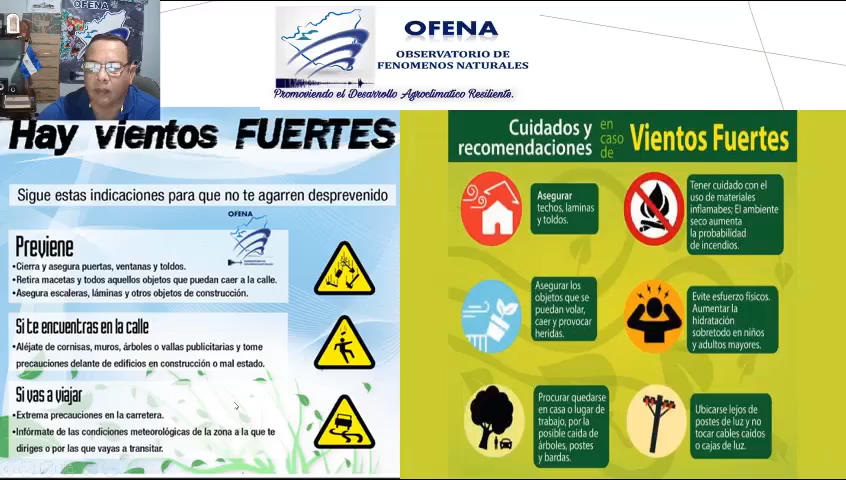 OFENA
OFENA
OBSERVATORIO DE
FENOMENOS NATURALES
Promoviendo el Desarrollo Agroclimatico Resiliente.
Hay vientos FUERTES
Sigue estas indicaciones para que no te agarren desprevenido
OFENA
Previene
•Cierra y asegura puertas, ventanas y toldos.
•Retira macetas y todos aquellos objetos que puedan caer a la calle.
•Asegura escaleras, láminas y otros objetos de construcción.
Si te encuentras en la calle
•Aléjate de cornisas, muros, árboles o vallas publicitarias y tome
precauciones delante de edificios en construcción o mal estado.
Si vas a viajar
•Extrema precauciones en la carretera.
•Infórmate de las condiciones meteorológicas de la zona a la que te
diriges o por las que vayas a transitar.
Cuidados y
recomendaciones
en
caso
de
Vientos Fuertes
Asegurar
techos, laminas
y toldos.
Tener cuidado con el
uso de materiales
inflamabes; El ambiente
seco aumenta
la probabilidad
de incendios.
Asegurar los
objetos que se
puedan volar,
caer y provocar
heridas.
Evite esfuerzo físicos.
Aumentar la
hidratación
sobretodo en niños
y adultos mayores.
Procurar quedarse
en casa o lugar de
trabajo, por la
posible caida de
árboles, postes
y bardas.
Ubicarse lejos de
postes de luz y no
tocar cables caidos
o cajas de luz.